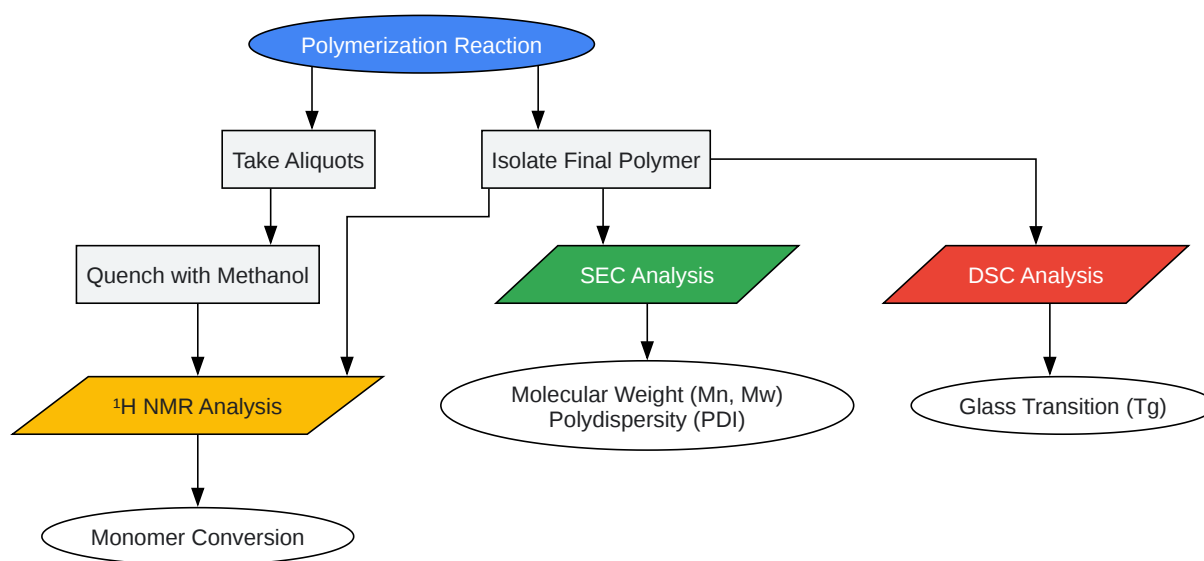 Polymerization Reaction
Take Aliquots
Isolate Final Polymer
Quench with Methanol
SEC Analysis
DSC Analysis
¹H NMR Analysis
Molecular Weight (Mn, Mw)
Polydispersity (PDI)
Glass Transition (Tg)
Monomer Conversion